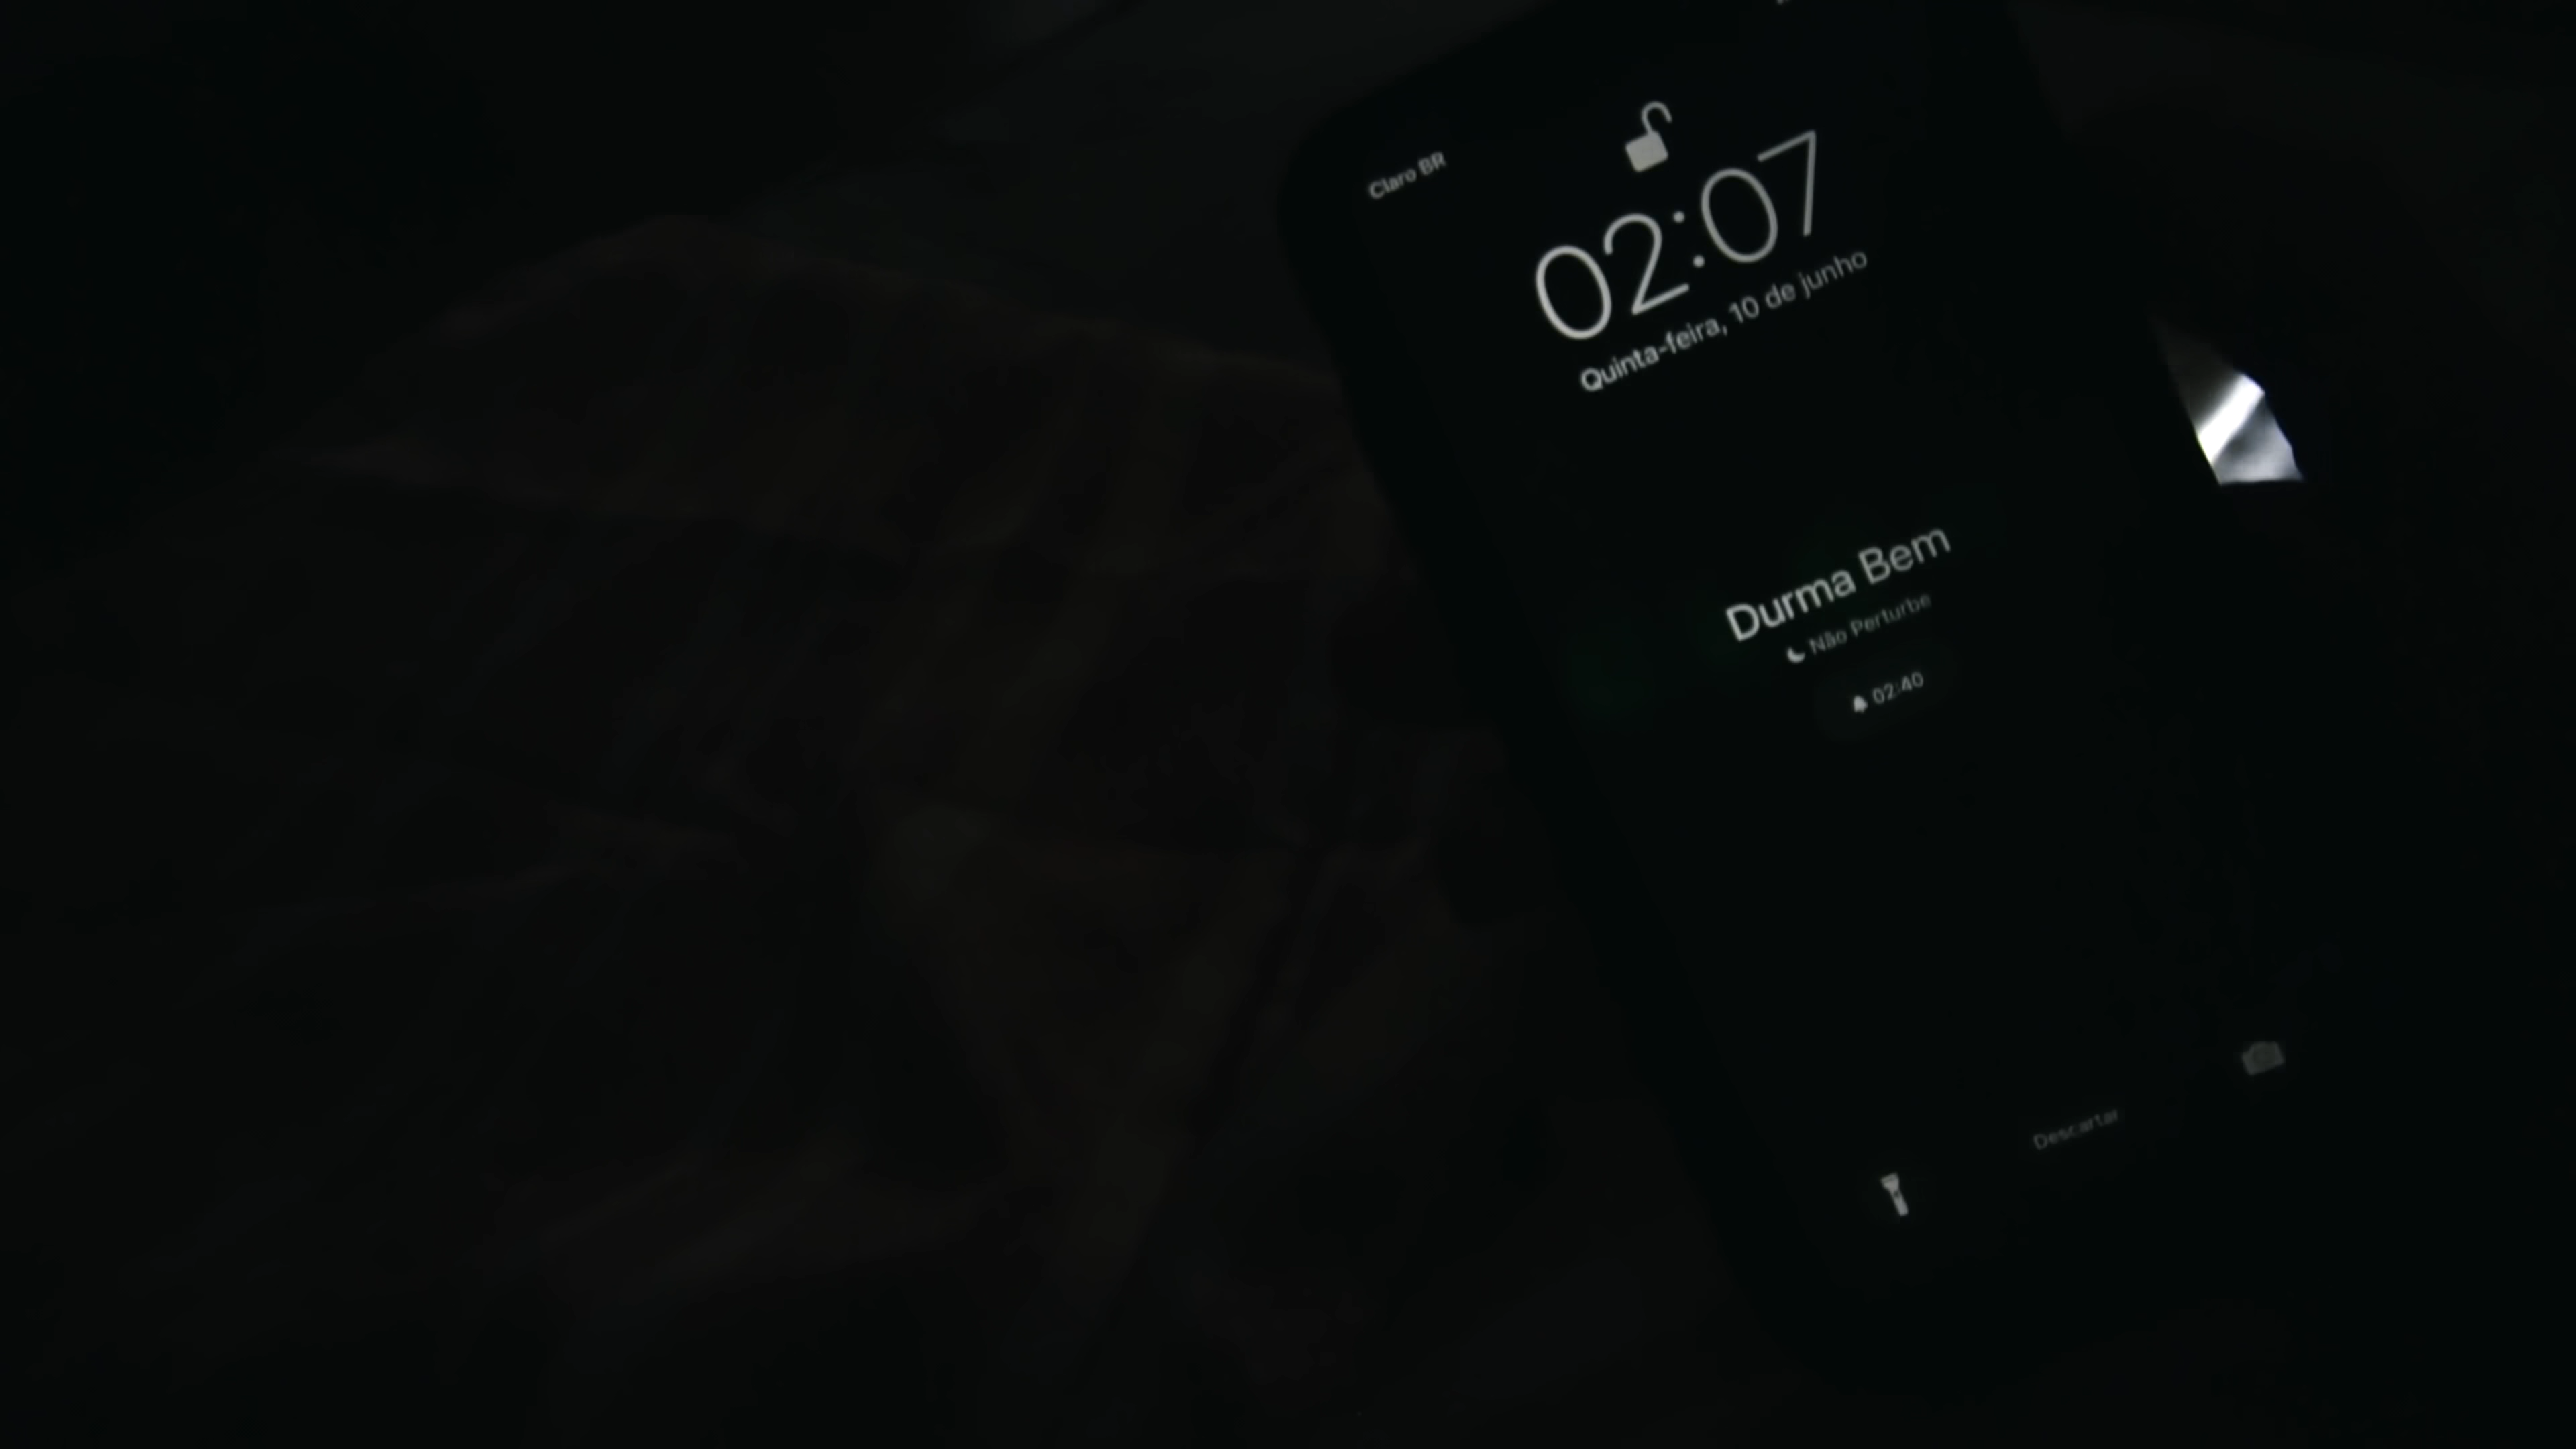 Claro BR
02:07
Quinta-feira, 10 de junho
Durma Bem
Não Perturbe
02:40
Descartar